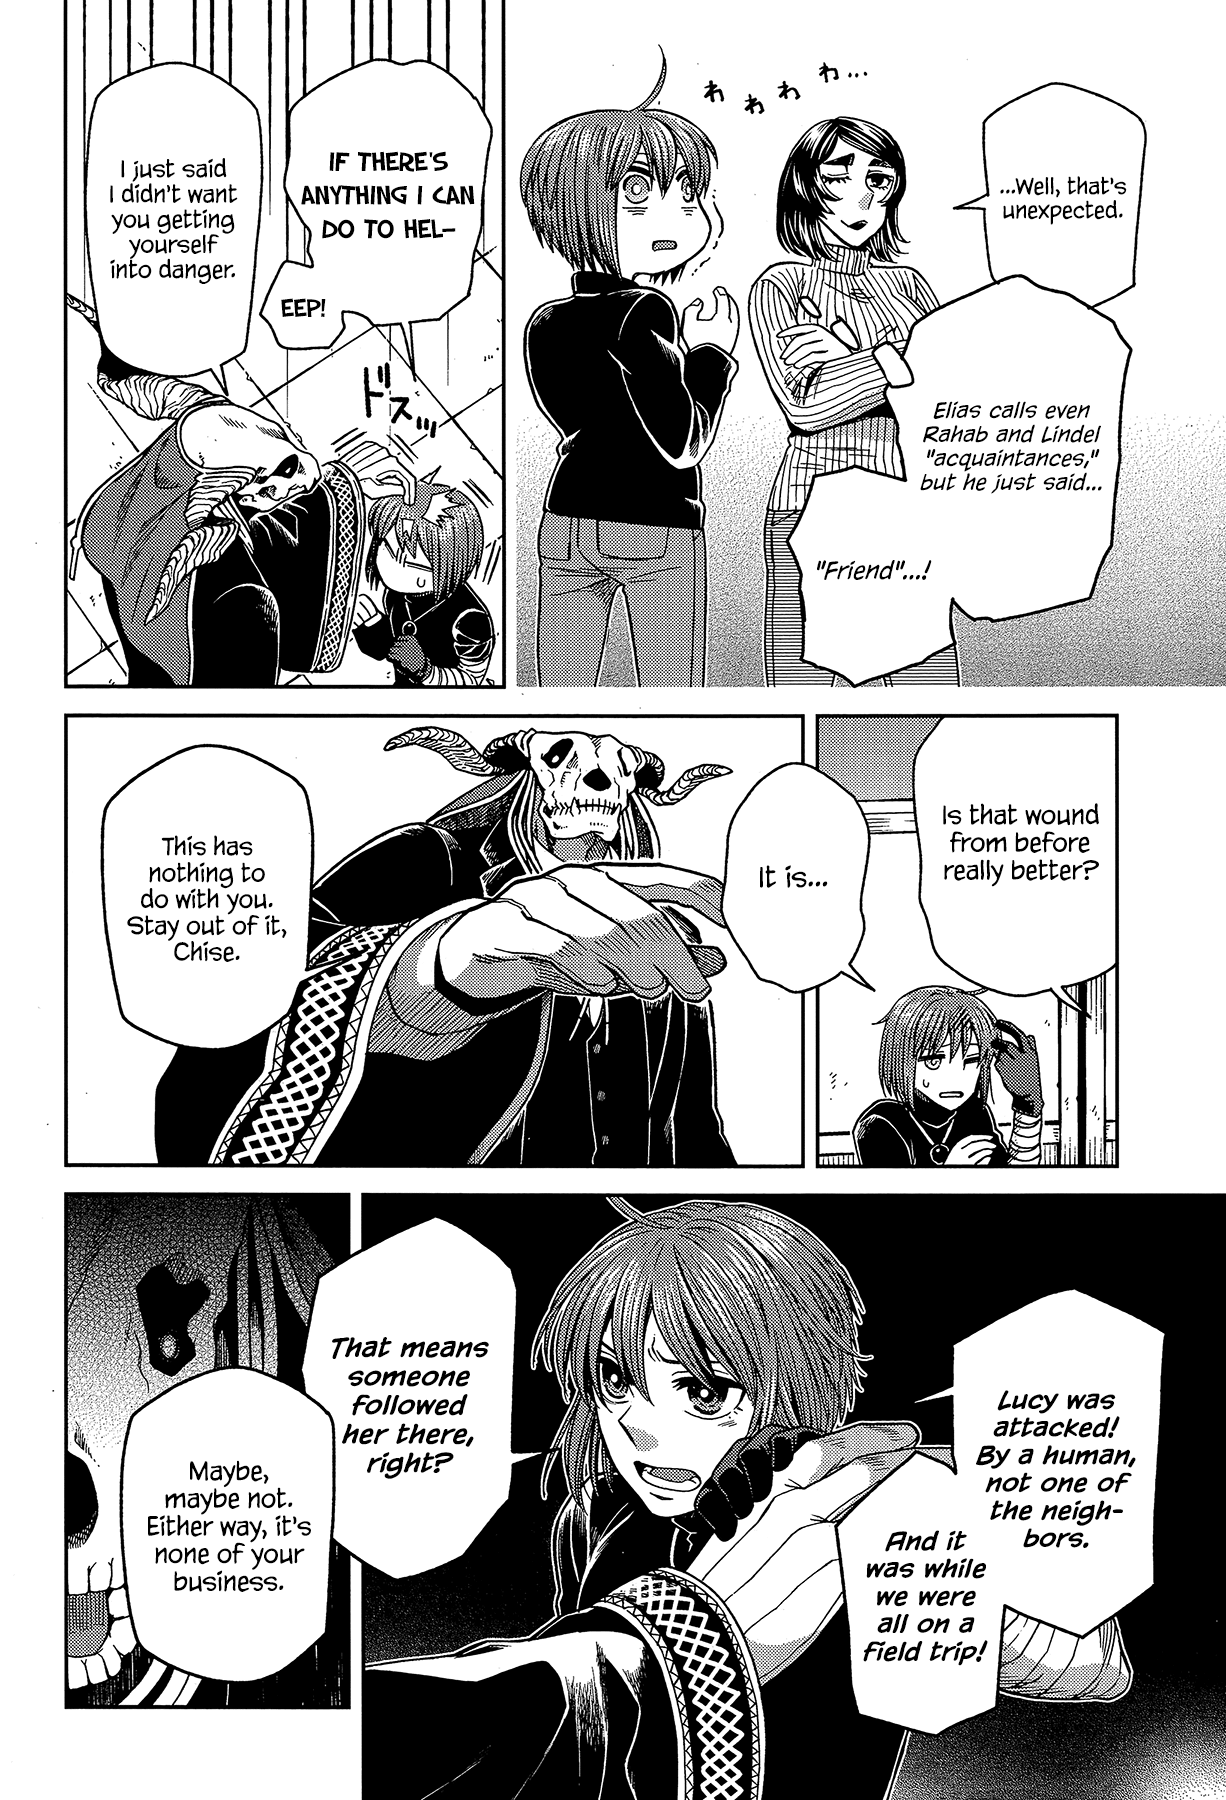 わわわわ…
...Well, that's
unexpected.
Elias calls even
Rahab and Lindel
"acquaintances,"
but he just said...
"Friend"...!
IF THERE'S
ANYTHING I CAN
DO TO HEL-
EEP!
ドスッ
I just said
I didn't want
you getting
yourself
into danger.
Is that wound
from before
really better?
It is...
This has
nothing to
do with you.
Stay out of it,
Chise.
Lucy was
attacked!
By a human,
not one of
the neigh-
bors.
And it
was while
we were
all on a
field trip!
That means
someone
followed
her there,
right?
Maybe,
maybe not.
Either way, it's
none of your
business.